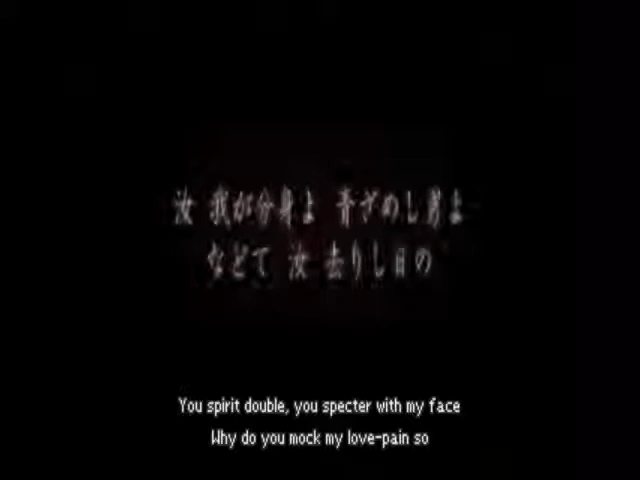 汝 我が分身よ 青ざめし男よ
などて 汝 去りし日の
You spirit double, you specter with my face
Why do you mock my love-pain so